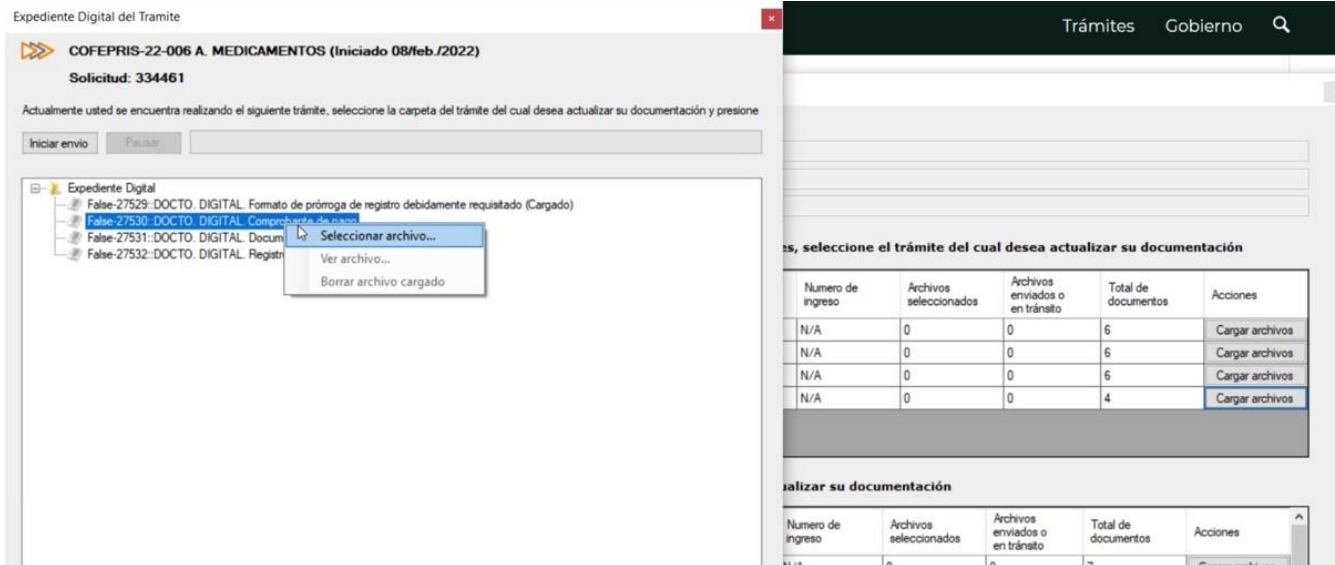 Expediente Digital del Tramite
COFEPRIS-22-006 A. MEDICAMENTOS (Iniciado 08/feb./2022)
Solicitud: 334461
Actualmente usted se encuentra realizando el siguiente trámite, seleccione la carpeta del trámite del cual desea actualizar su documentación y presione
Iniciar envio Pausar
Expediente Digital
False-27529::DOCTO. DIGITAL. Formato de prórroga de registro debidamente requisitado (Cargado)
False-27530::DOCTO. DIGITAL. Comprobante de pago
False-27531::DOCTO. DIGITAL. Docum
False-27532::DOCTO. DIGITAL. Registr
Seleccionar archivo...
Ver archivo...
Borrar archivo cargado
Trámites Gobierno
es, seleccione el trámite del cual desea actualizar su documentación
Numero de ingreso Archivos seleccionados Archivos enviados o en tránsito Total de documentos Acciones
N/A 0 0 6 Cargar archivos
N/A 0 0 6 Cargar archivos
N/A 0 0 6 Cargar archivos
N/A 0 0 4 Cargar archivos
ualizar su documentación
Numero de ingreso Archivos seleccionados Archivos enviados o en tránsito Total de documentos Acciones